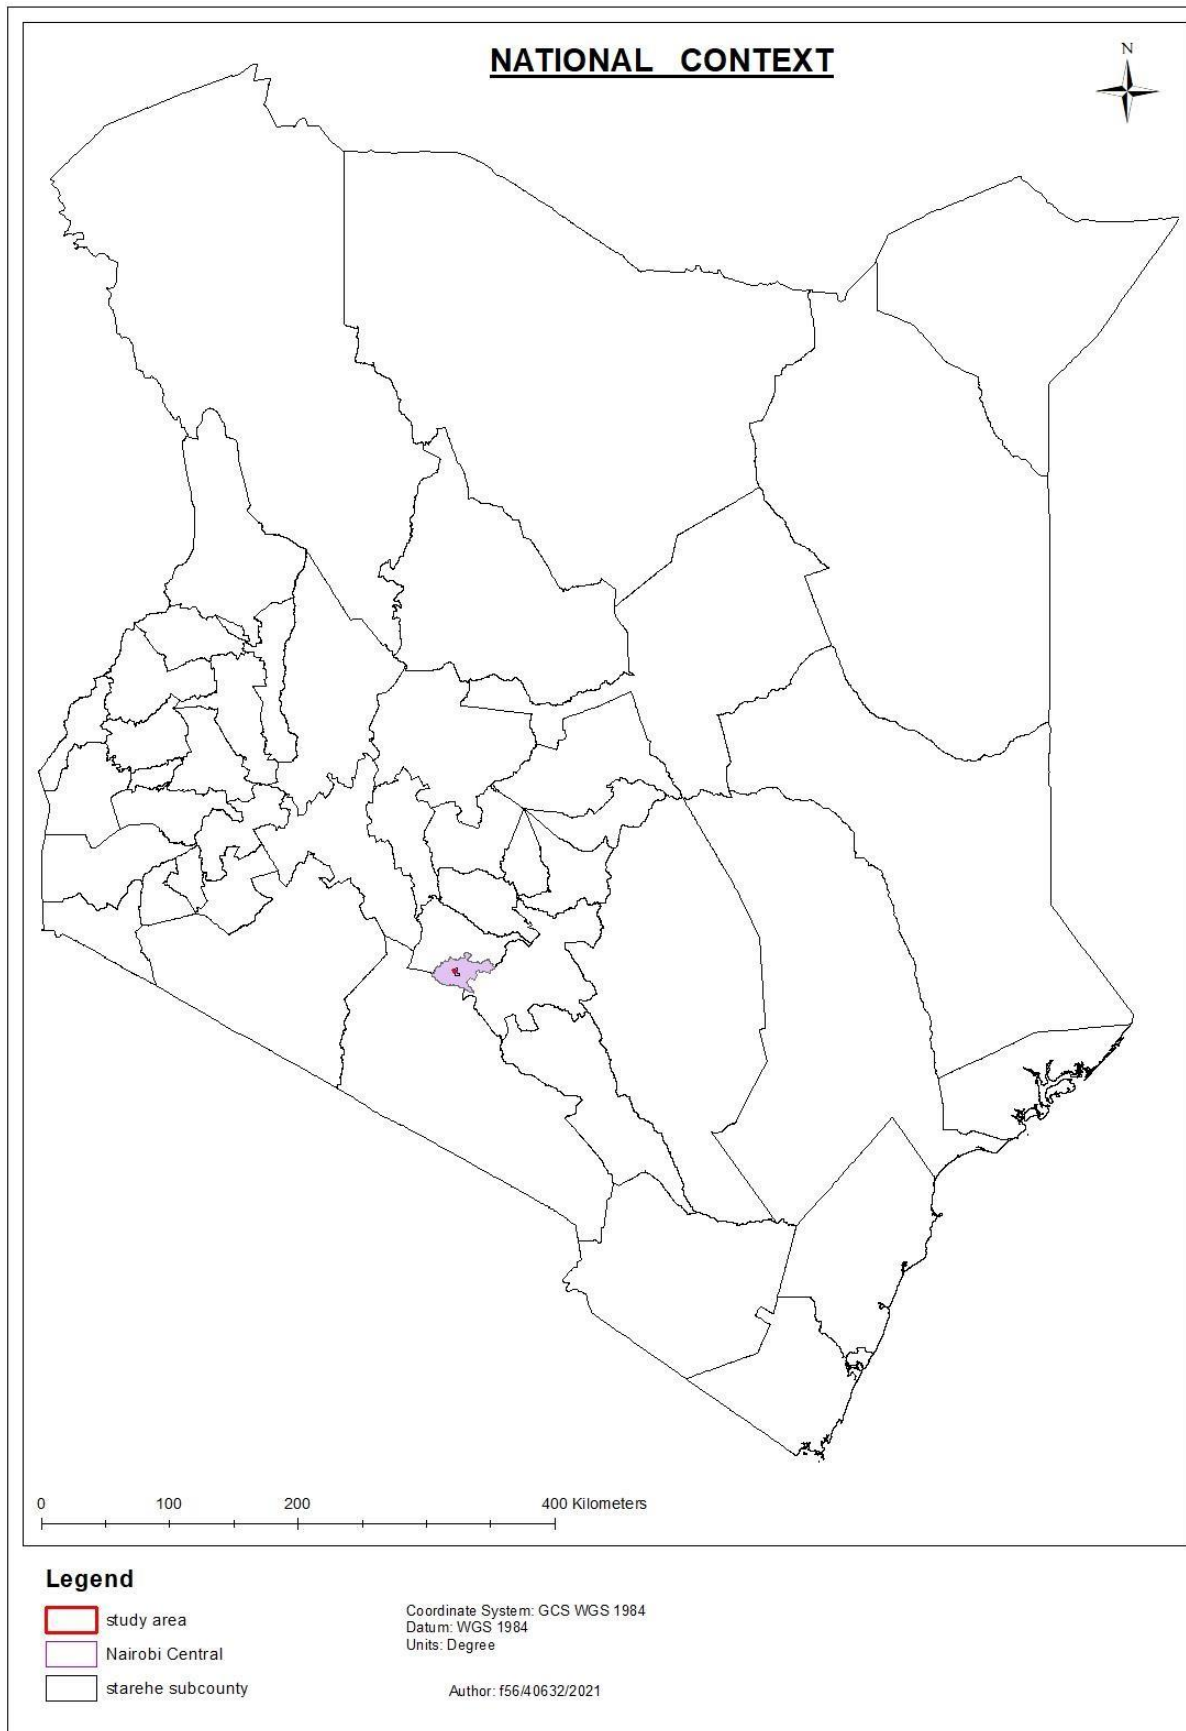 NATIONAL CONTEXT
N
0 100 200 400 Kilometers
Legend
study area
Nairobi Central
starehe subcounty
Coordinate System: GCS WGS 1984
Datum: WGS 1984
Units: Degree
Author: f56/40632/2021